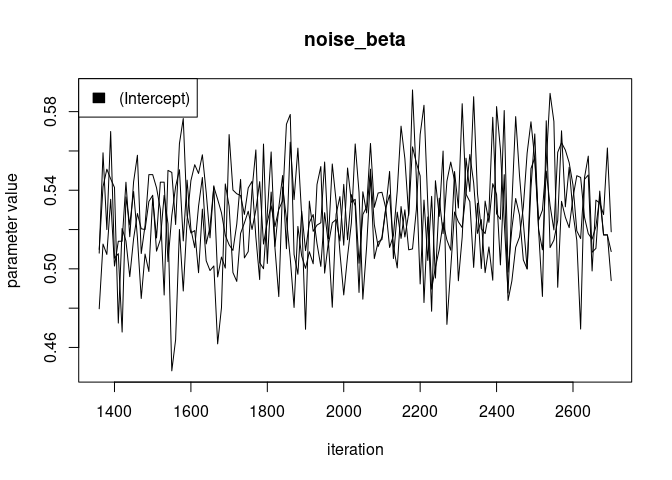 noise_beta
(Intercept)
parameter value
0.58
0.54
0.50
0.46
1400 1600 1800 2000 2200 2400 2600
iteration